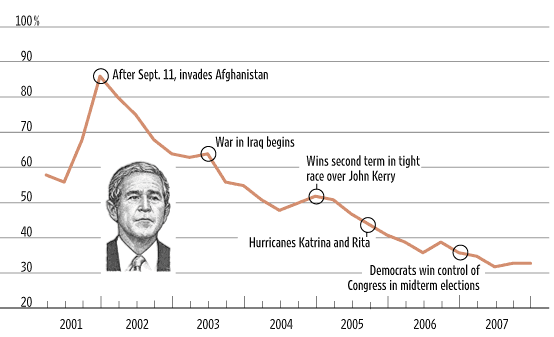 100%
90
After Sept. 11, invades Afghanistan
80
70
War in Iraq begins
60
Wins second term in tight
race over John Kerry
50
40
Hurricanes Katrina and Rita
30
Democrats win control of
Congress in midterm elections
20
2001 2002 2003 2004 2005 2006 2007